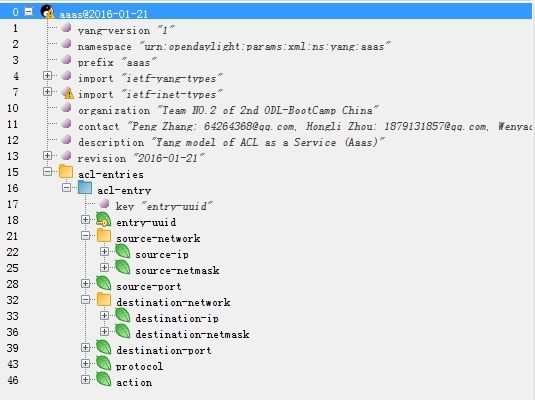 0 aaas@2016-01-21
1 yang-version "1"
2 namespace "urn:opendaylight:params:xml:ns:yang:aaas"
3 prefix "aaas"
4 import "ietf-yang-types"
7 import "ietf-inet-types"
10 organization "Team NO.2 of 2nd ODL-BootCamp China"
11 contact "Peng Zhang: 64264368@qq.com, Hongli Zhou: 1879131857@qq.com, Wenyao
12 description "Yang model of ACL as a Service (Aaas)"
13 revision "2016-01-21"
15 acl-entries
16 acl-entry
17 key "entry-uuid"
18 entry-uuid
21 source-network
22 source-ip
25 source-netmask
28 source-port
32 destination-network
33 destination-ip
36 destination-netmask
39 destination-port
43 protocol
46 action